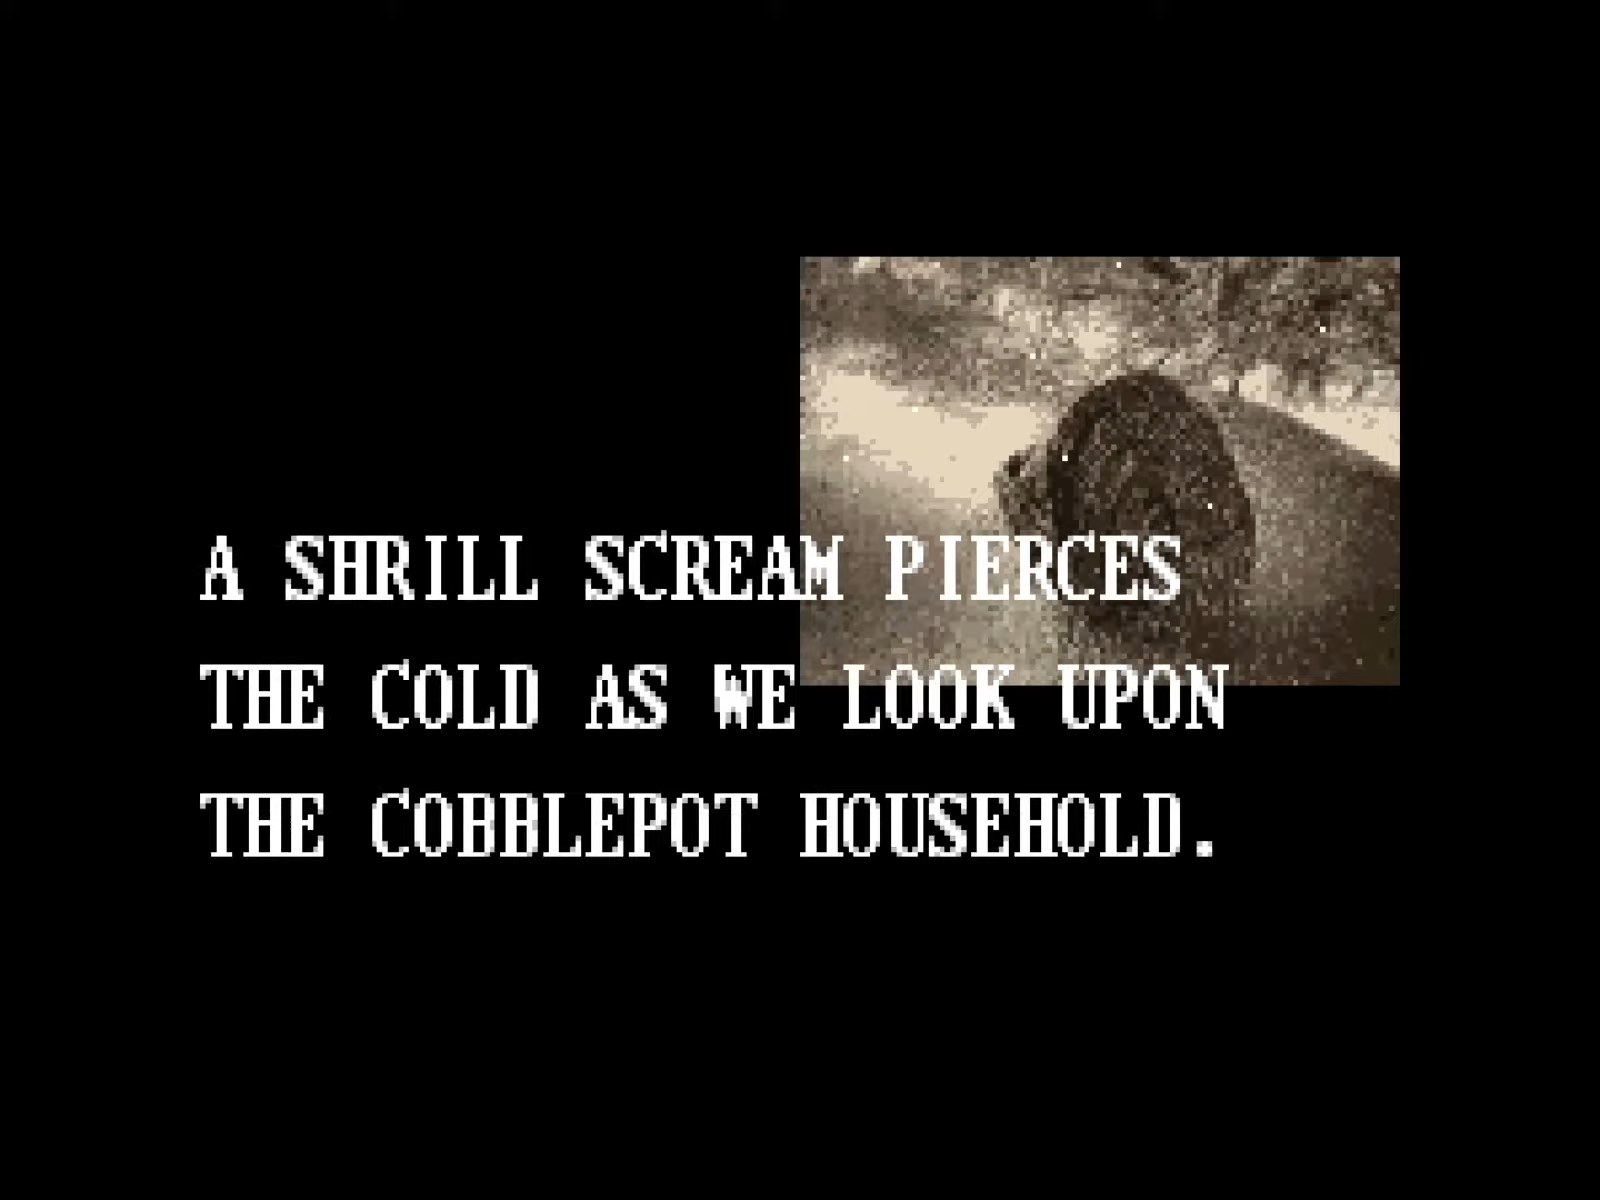 A SHRILL SCREAM PIERCES
THE COLD AS WE LOOK UPON
THE COBBLEPOT HOUSEHOLD.